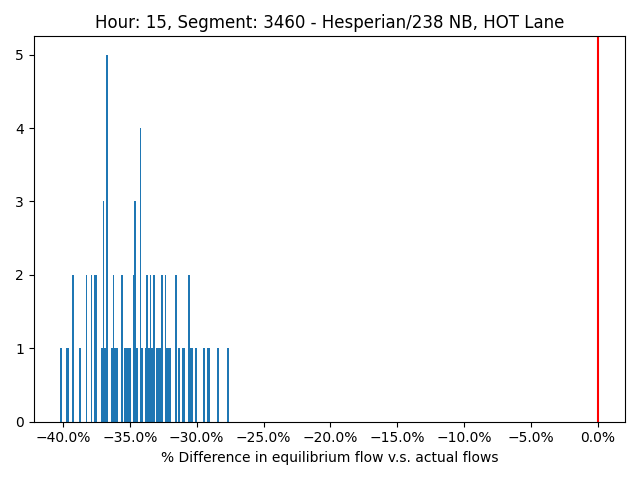 Hour: 15, Segment: 3460 - Hesperian/238 NB, HOT Lane
5
4
3
2
1
0
−40.0% −35.0% −30.0% −25.0% −20.0% −15.0% −10.0% −5.0% 0.0%
% Difference in equilibrium flow v.s. actual flows